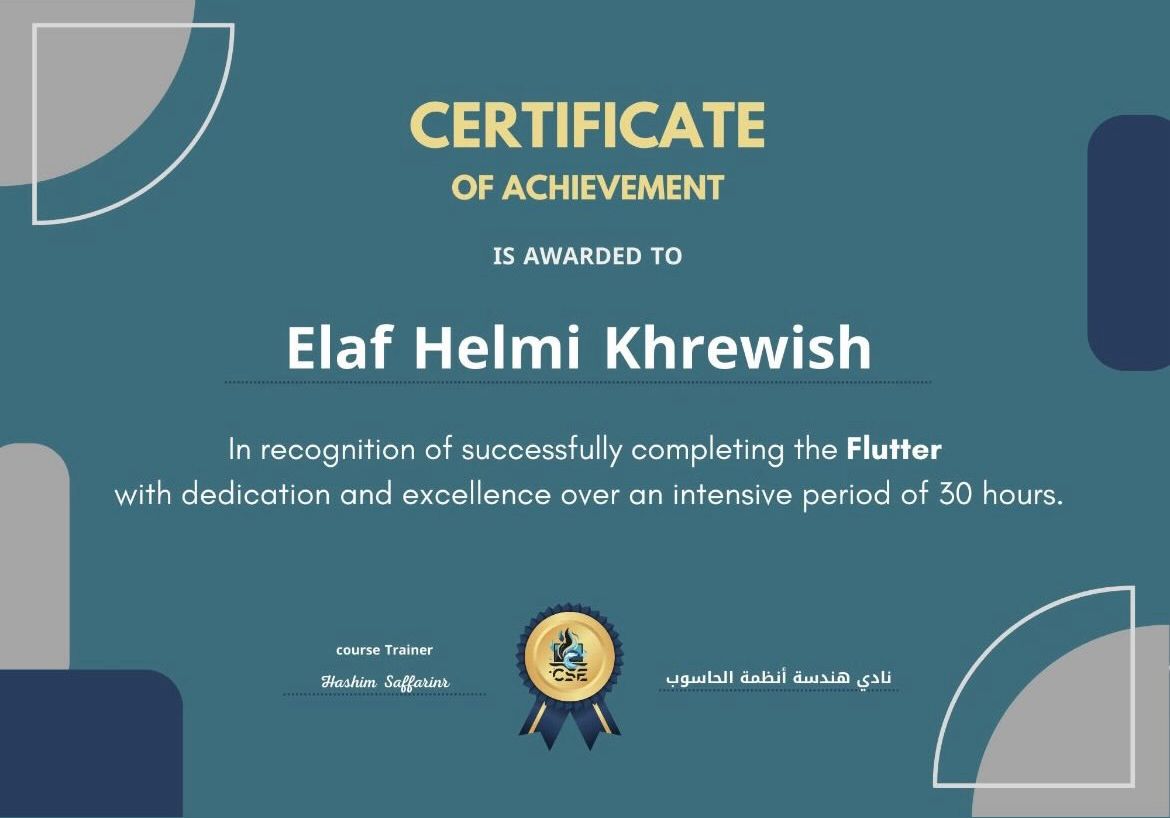 CERTIFICATE
OF ACHIEVEMENT
IS AWARDED TO
Elaf Helmi Khrewish
In recognition of successfully completing the Flutter
with dedication and excellence over an intensive period of 30 hours.
course Trainer
Hashim Saffarinr
CSE
نادي هندسة أنظمة الحاسوب